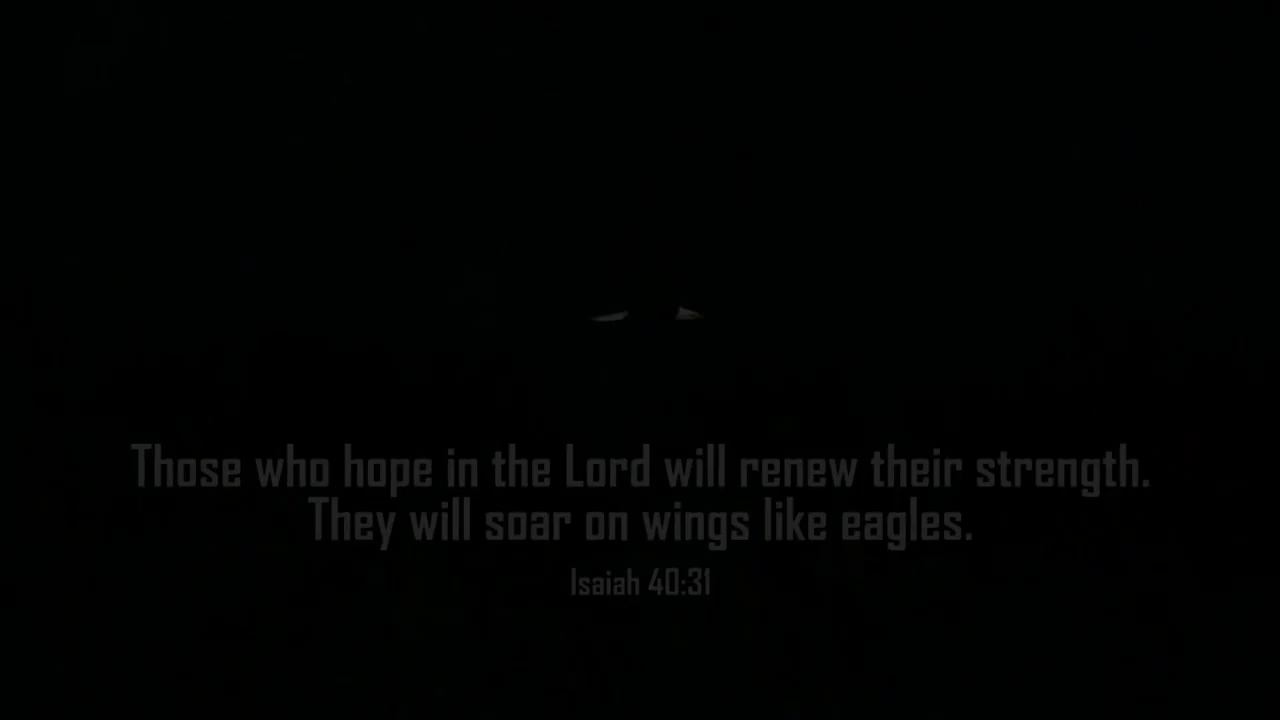 Those who hope in the Lord will renew their strength.
They will soar on wings like eagles.
Isaiah 40:31